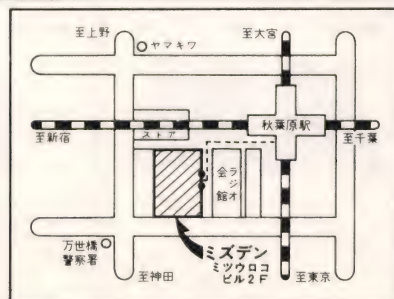 至上野
ヤマギワ
至大宮
至新宿
ストア
秋葉原駅
至千葉
ラジオ
会館
ミズデン
ミツウロコ
ビル2F
万世橋
警察署
至神田
至東京